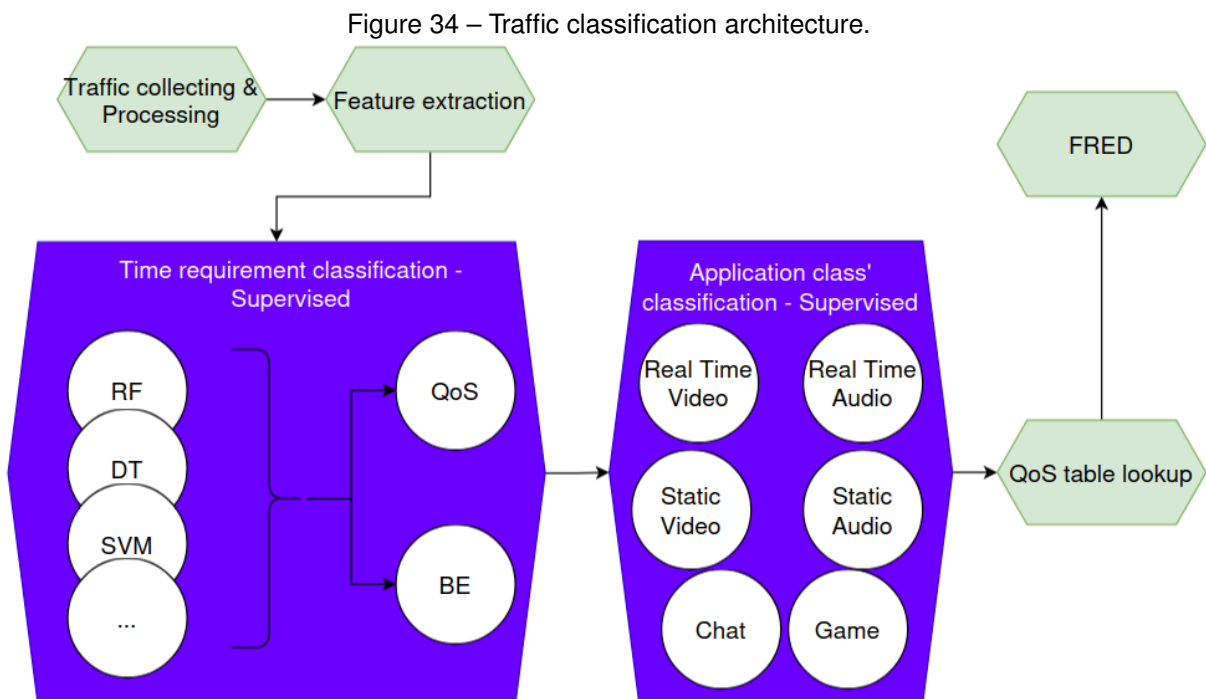 Figure 34 – Traffic classification architecture.
Traffic collecting &
Processing
Feature extraction
FRED
Time requirement classification -
Supervised
RF
DT
SVM
...
QoS
BE
Application class'
classification - Supervised
Real Time
Video
Real Time
Audio
Static
Video
Static
Audio
Chat
Game
QoS table lookup